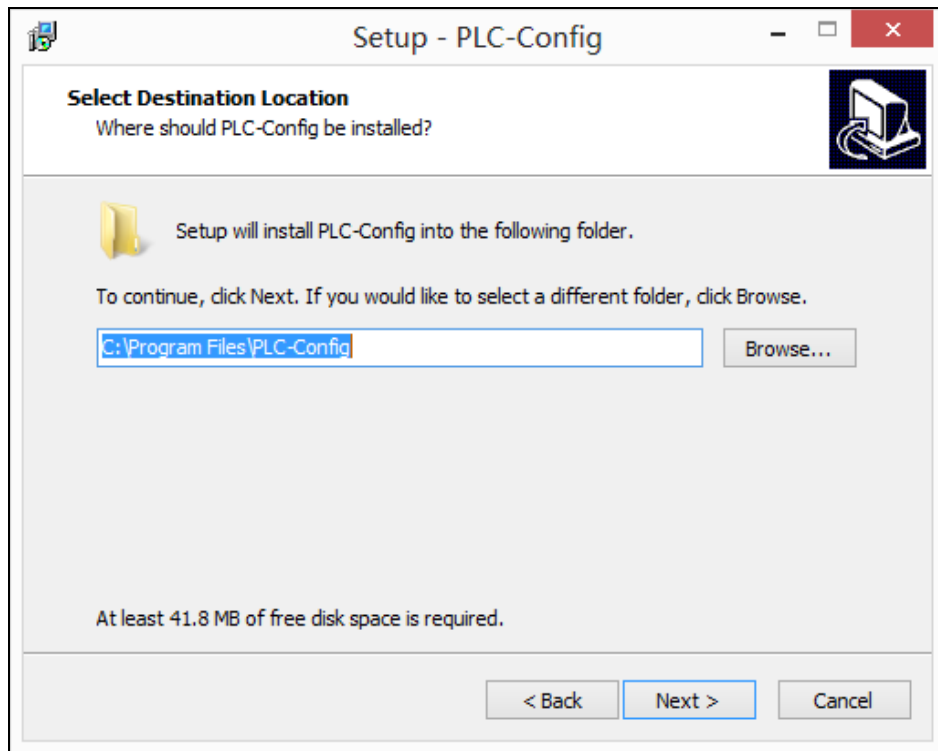 Setup - PLC-Config
Select Destination Location
Where should PLC-Config be installed?
Setup will install PLC-Config into the following folder.
To continue, click Next. If you would like to select a different folder, click Browse.
C:\Program Files\PLC-Config
Browse...
At least 41.8 MB of free disk space is required.
< Back
Next >
Cancel